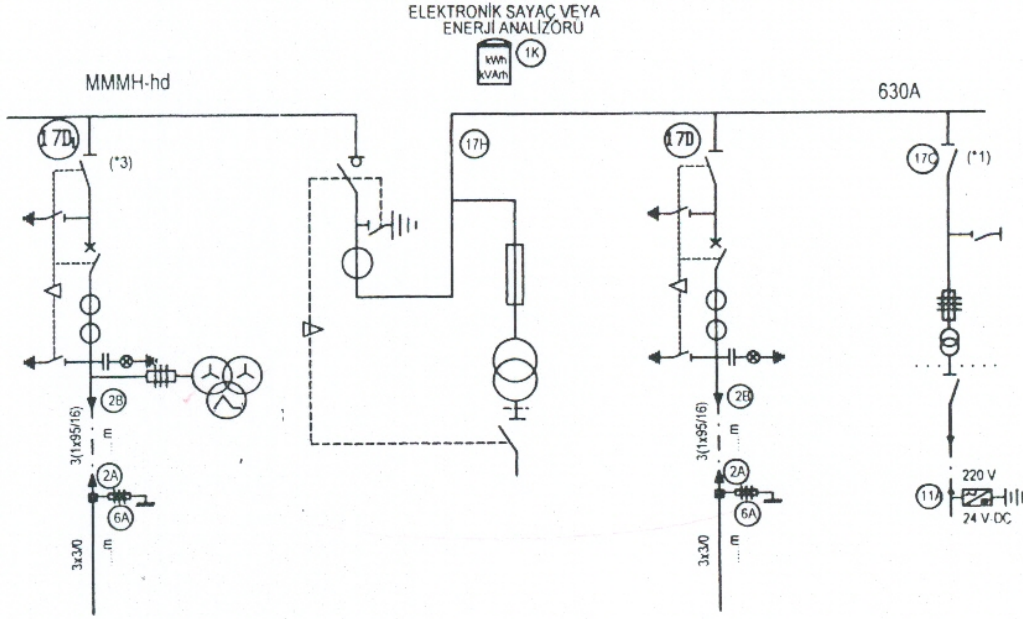 ELEKTRONİK SAYAÇ VEYA
ENERJİ ANALİZÖRÜ
kWh
kVArh
1K
MMMH-hd
630A
17D₁
(*3)
17H
17D
17C
(*1)
2B
3(1x95/16)
m
2A
6A
3x3/0
m
2B
3(1x95/16)
m
2A
6A
3x3/0
m
11A
220 V
24 V-DC